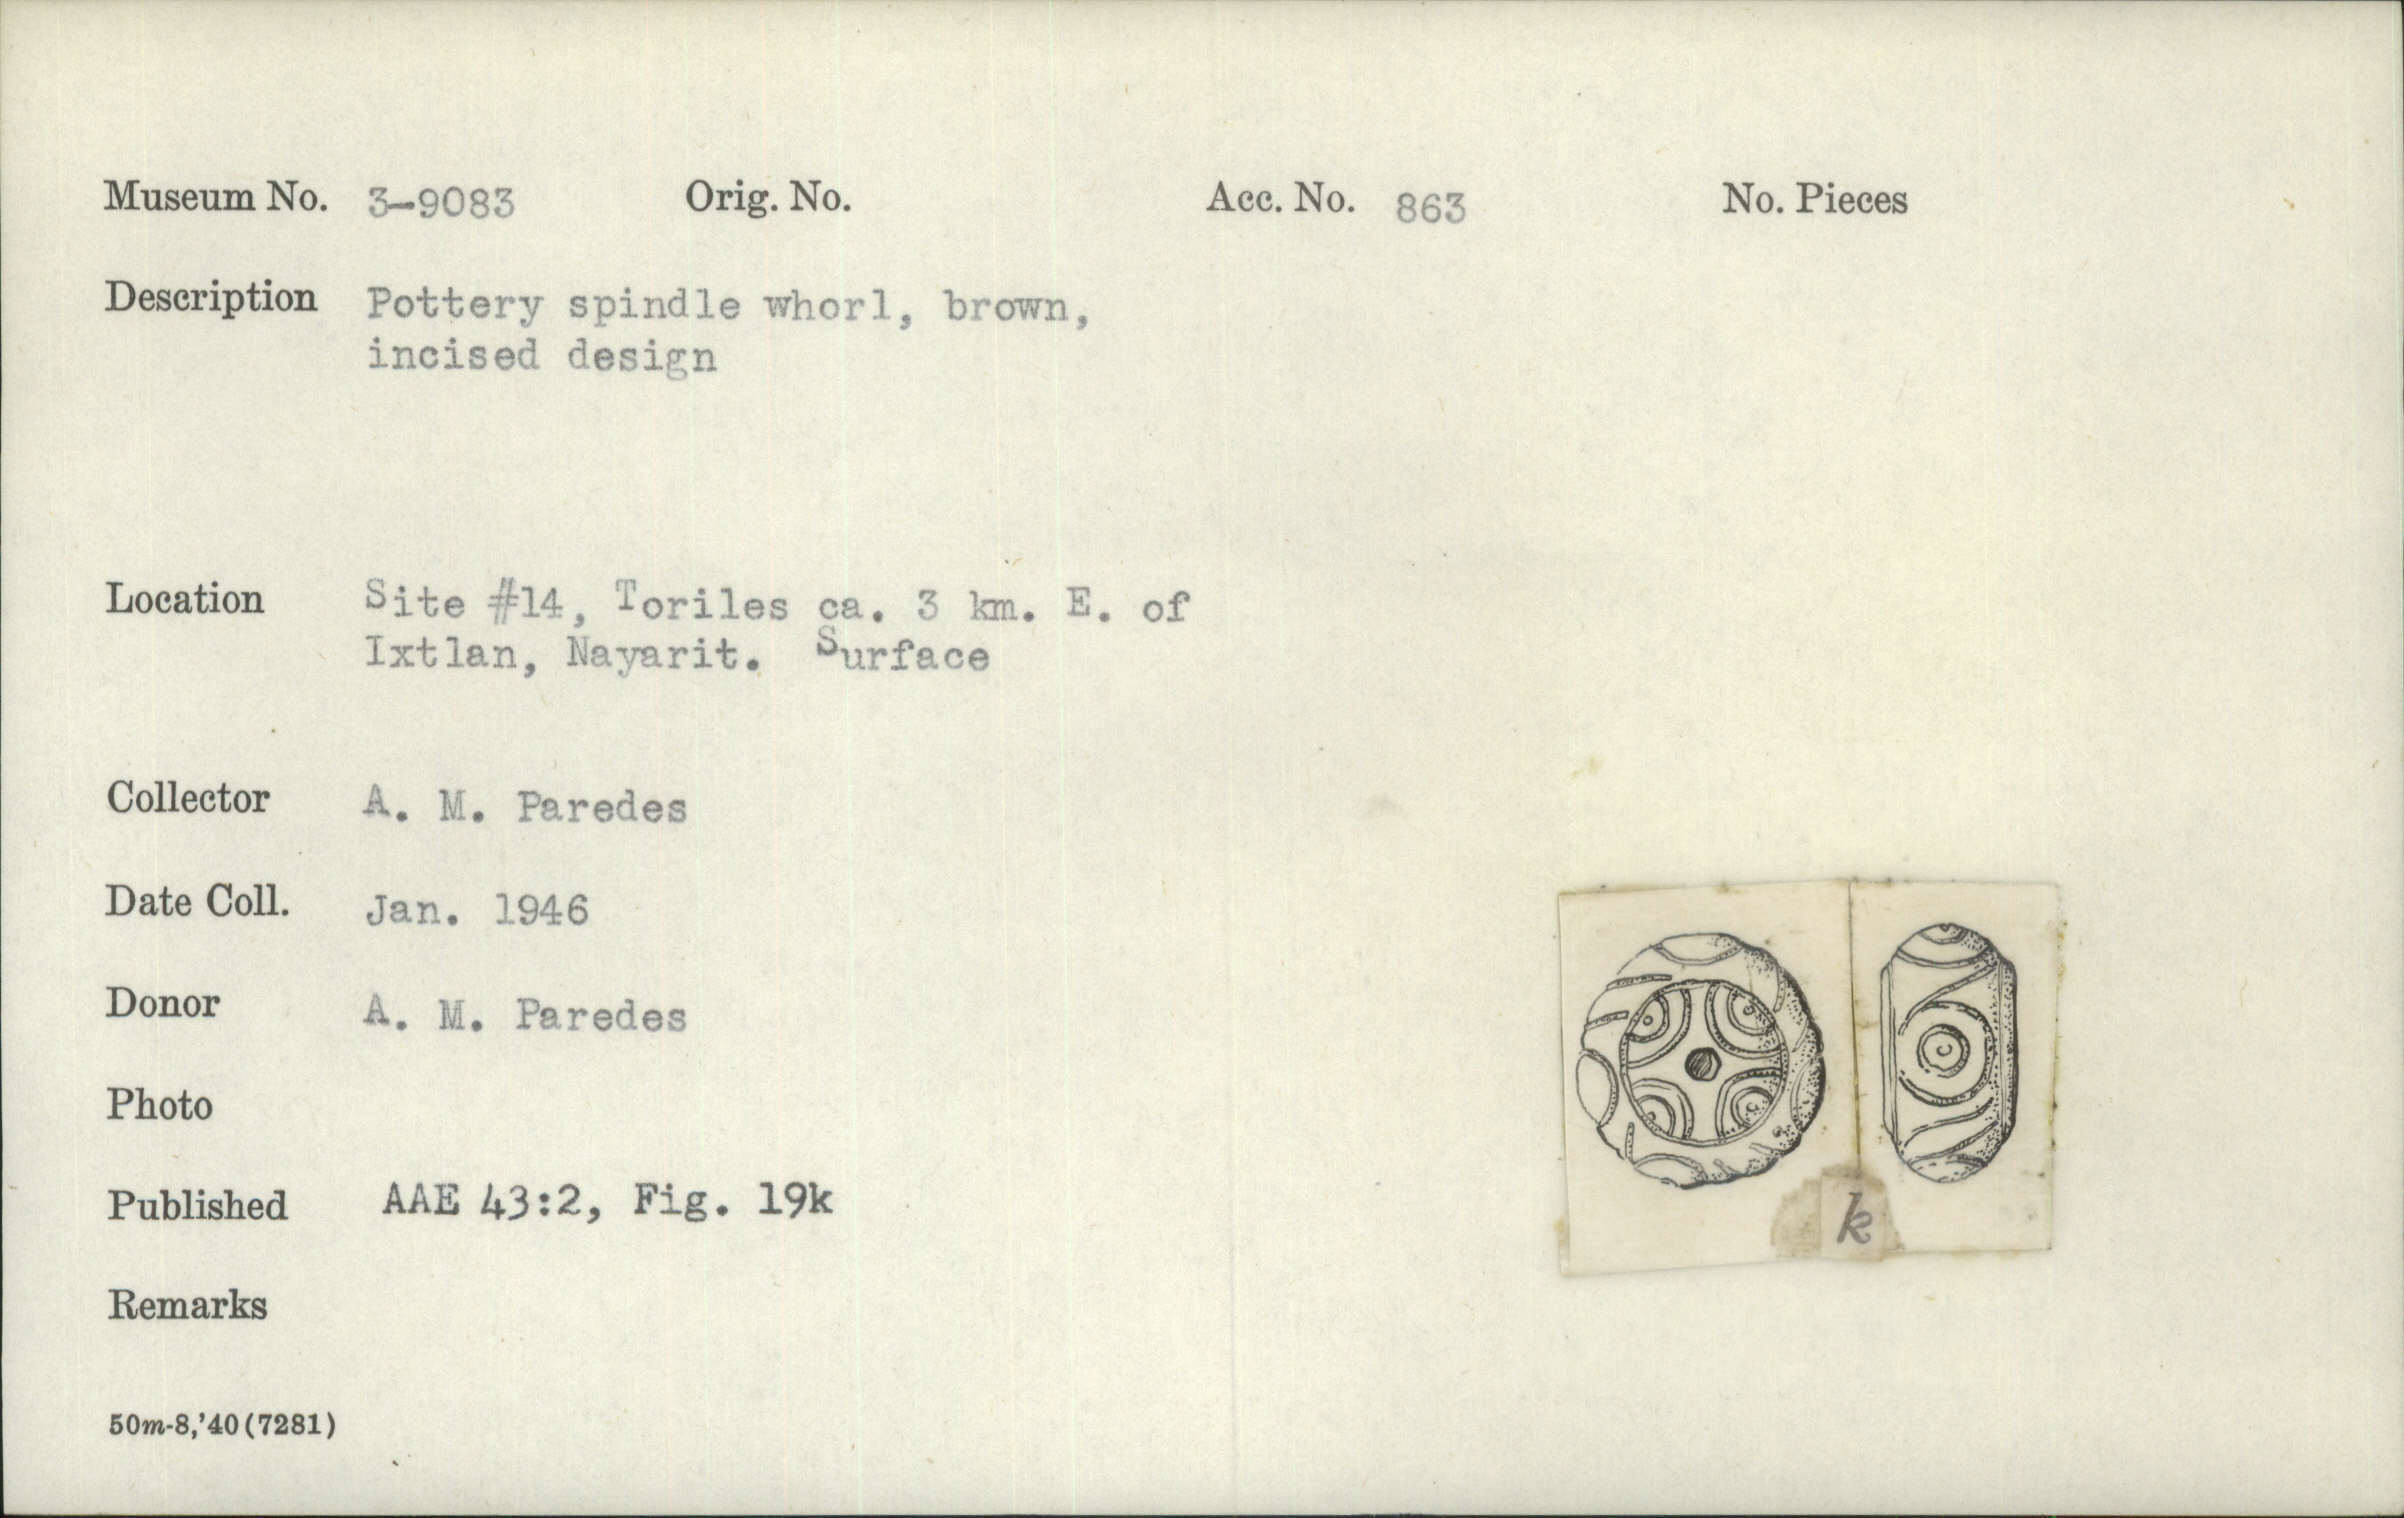 Museum No. 3-9083 Orig. No. Acc. No. 863 No. Pieces
Description Pottery spindle whorl, brown,
incised design
Location Site #14, Toriles ca. 3 km. E. of
Ixtlan, Nayarit. Surface
Collector A. M. Paredes
Date Coll. Jan. 1946
Donor A. M. Paredes
Photo
Published AAE 43:2, Fig. 19k
k
Remarks
50m-8,'40(7281)